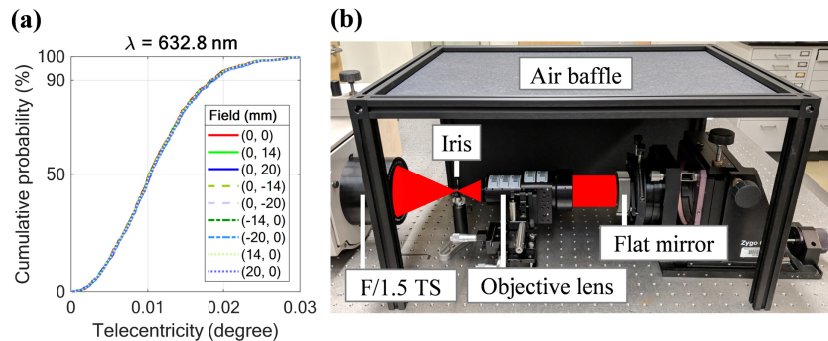 (a)
λ = 632.8 nm
Cumulative probability (%)
100
90
50
0
0
0.01
0.02
0.03
Telecentricity (degree)
Field (mm)
(0, 0)
(0, 14)
(0, 20)
(0, -14)
(0, -20)
(-14, 0)
(-20, 0)
(14, 0)
(20, 0)
(b)
Air baffle
Iris
F/1.5 TS
Objective lens
Flat mirror
Zygo